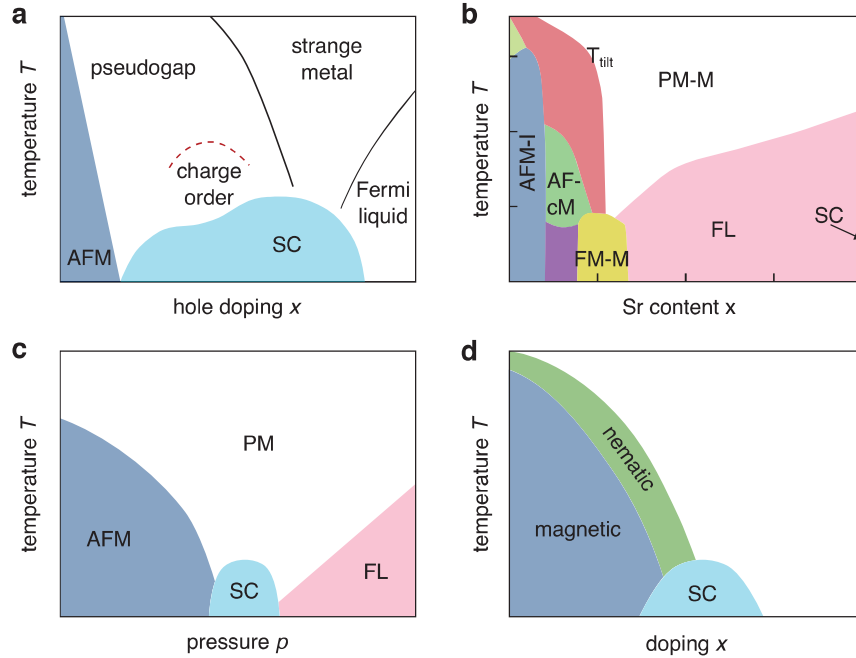 a
temperature T
pseudogap
strange
metal
charge
order
Fermi
liquid
AFM
SC
hole doping x
b
temperature T
T_tilt
PM-M
AFM-I
AF-
cM
FM-M
FL
SC
Sr content x
c
temperature T
PM
AFM
SC
FL
pressure p
d
temperature T
nematic
magnetic
SC
doping x